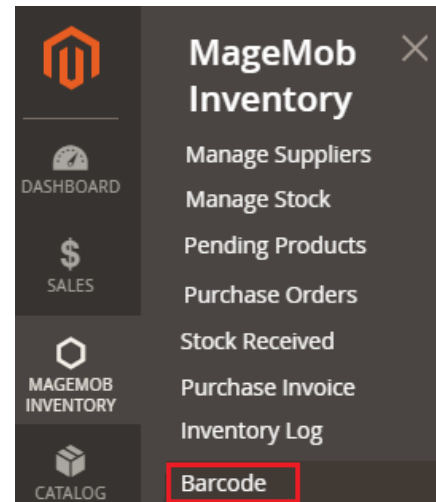 MageMob
Inventory
Manage Suppliers
Manage Stock
Pending Products
Purchase Orders
Stock Received
Purchase Invoice
Inventory Log
Barcode
DASHBOARD
$
SALES
MAGEMOB
INVENTORY
CATALOG